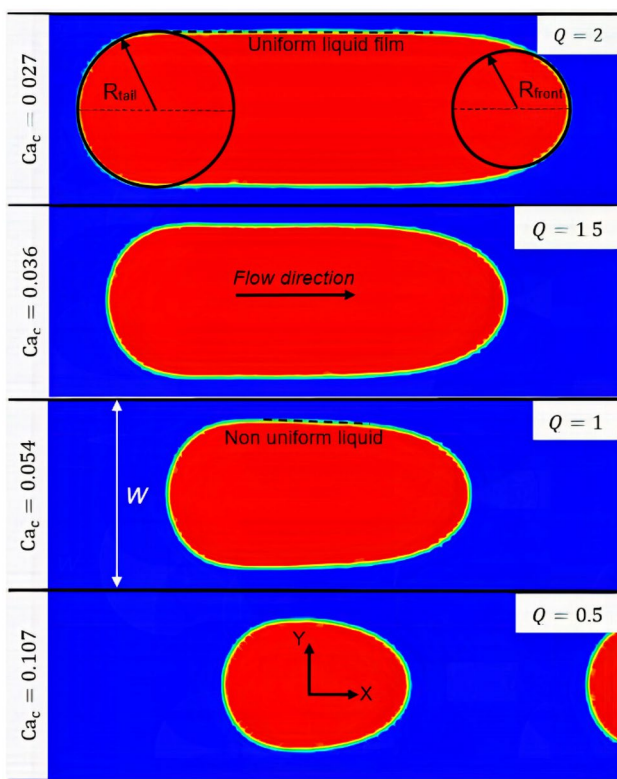 Ca_c = 0 027
Uniform liquid film
Q = 2
R_tail
R_front
Ca_c = 0.036
Q = 1 5
Flow direction
Ca_c = 0.054
Q = 1
Non uniform liquid
W
Ca_c = 0.107
Q = 0.5
Y
X